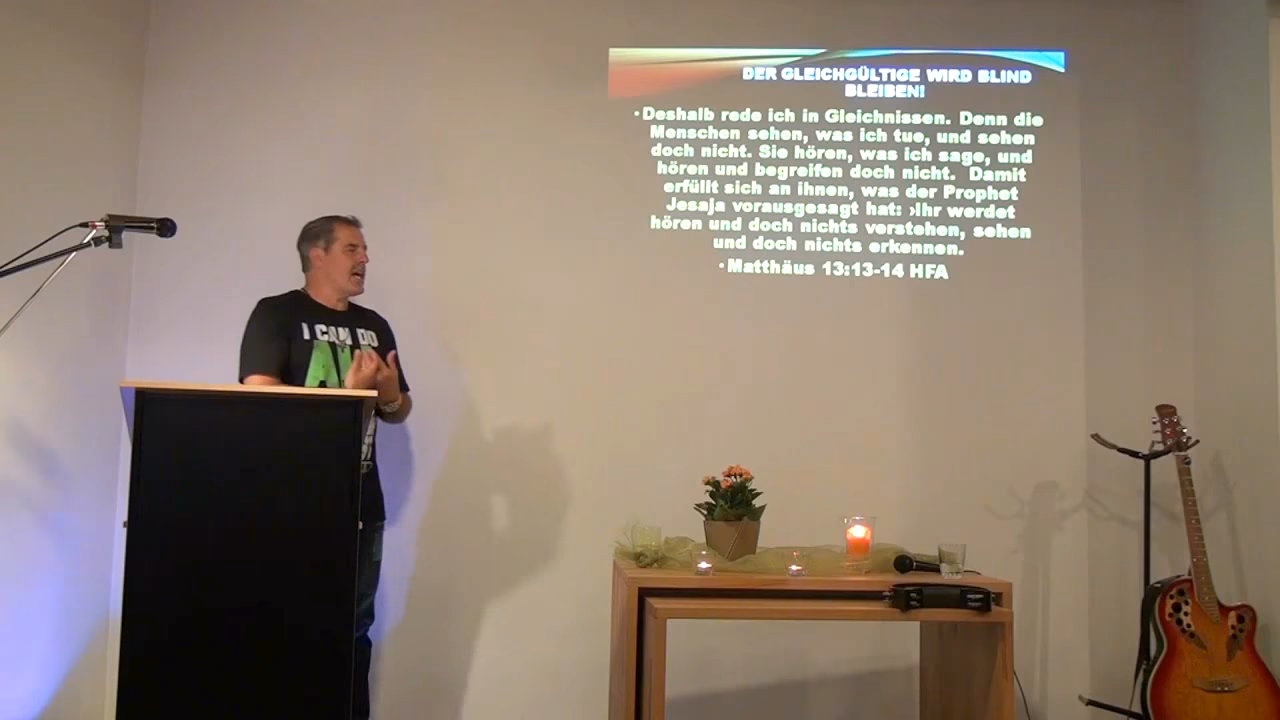 DER GLEICHGÜLTIGE WIRD BLIND
BLEIBEN!
•Deshalb rede ich in Gleichnissen. Denn die
Menschen sehen, was ich tue, und sehen
doch nicht. Sie hören, was ich sage, und
hören und begreifen doch nicht. Damit
erfüllt sich an ihnen, was der Prophet
Jesaja vorausgesagt hat: ›Ihr werdet
hören und doch nichts verstehen, sehen
und doch nichts erkennen.
•Matthäus 13:13-14 HFA
I CAN DO